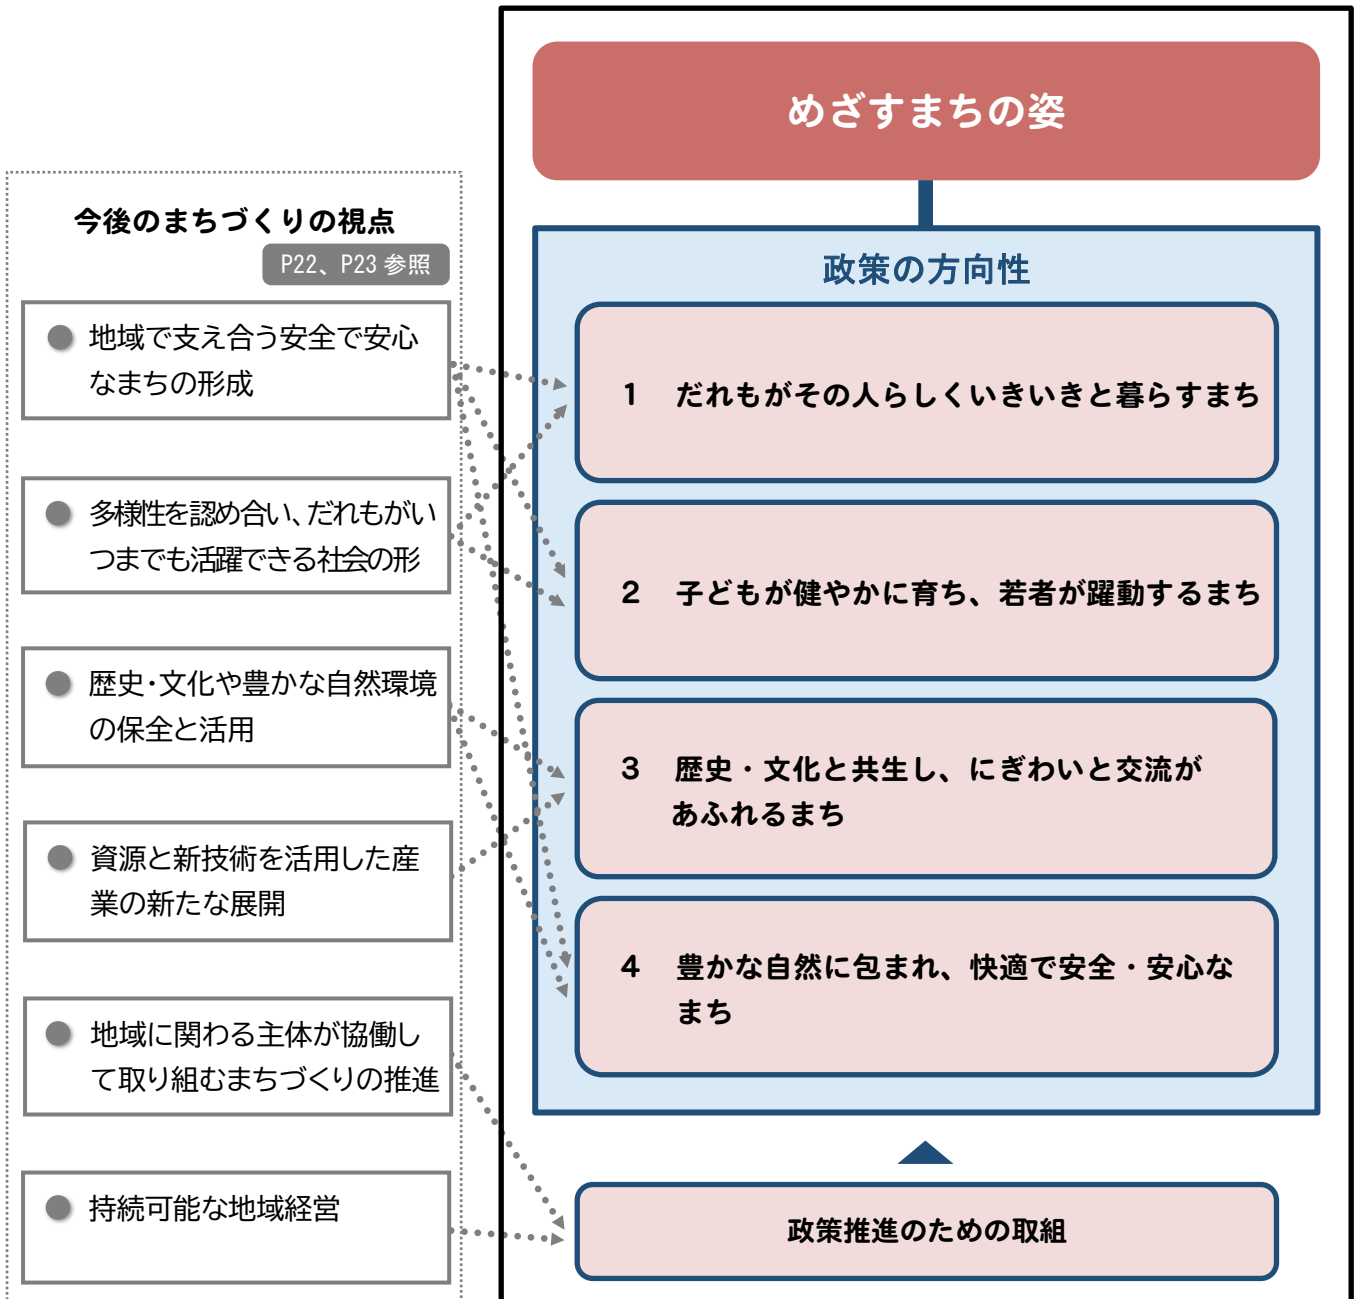 めざすまちの姿
今後のまちづくりの視点
P22、P23 参照
● 地域で支え合う安全で安心
なまちの形成
● 多様性を認め合い、だれもがい
つまでも活躍できる社会の形
● 歴史・文化や豊かな自然環境
の保全と活用
● 資源と新技術を活用した産
業の新たな展開
● 地域に関わる主体が協働し
て取り組むまちづくりの推進
● 持続可能な地域経営
政策の方向性
1 だれもがその人らしくいきいきと暮らすまち
2 子どもが健やかに育ち、若者が躍動するまち
3 歴史・文化と共生し、にぎわいと交流が
あふれるまち
4 豊かな自然に包まれ、快適で安全・安心な
まち
政策推進のための取組